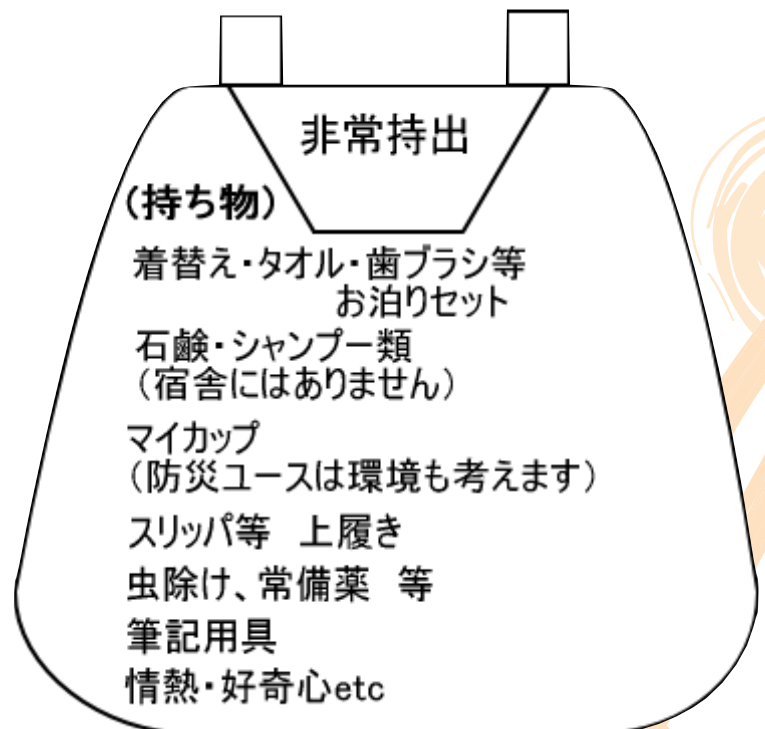 非常持出
(持ち物)
着替え・タオル・歯ブラシ等
お泊りセット
石鹸・シャンプー類
(宿舎にはありません)
マイカップ
(防災ユースは環境も考えます)
スリッパ等　上履き
虫除け、常備薬　等
筆記用具
情熱・好奇心etc